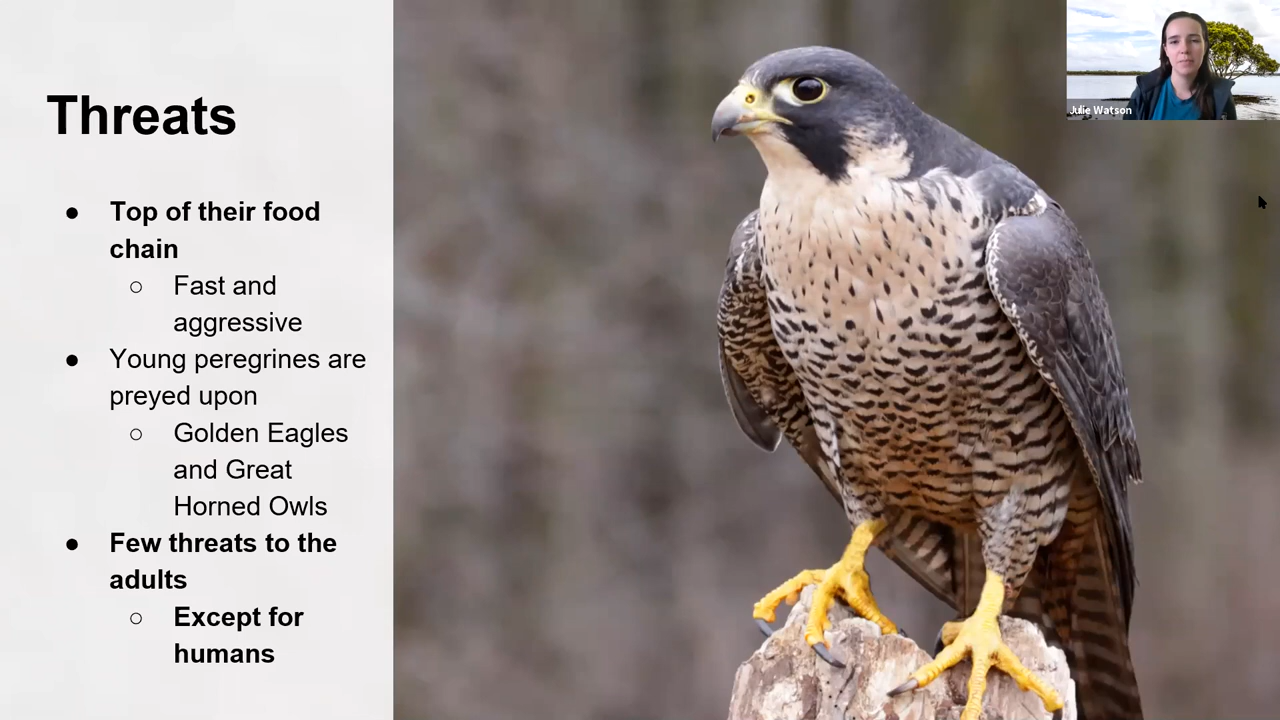 Threats
● Top of their food
chain
○ Fast and
aggressive
● Young peregrines are
preyed upon
○ Golden Eagles
and Great
Horned Owls
● Few threats to the
adults
○ Except for
humans
Julie Watson